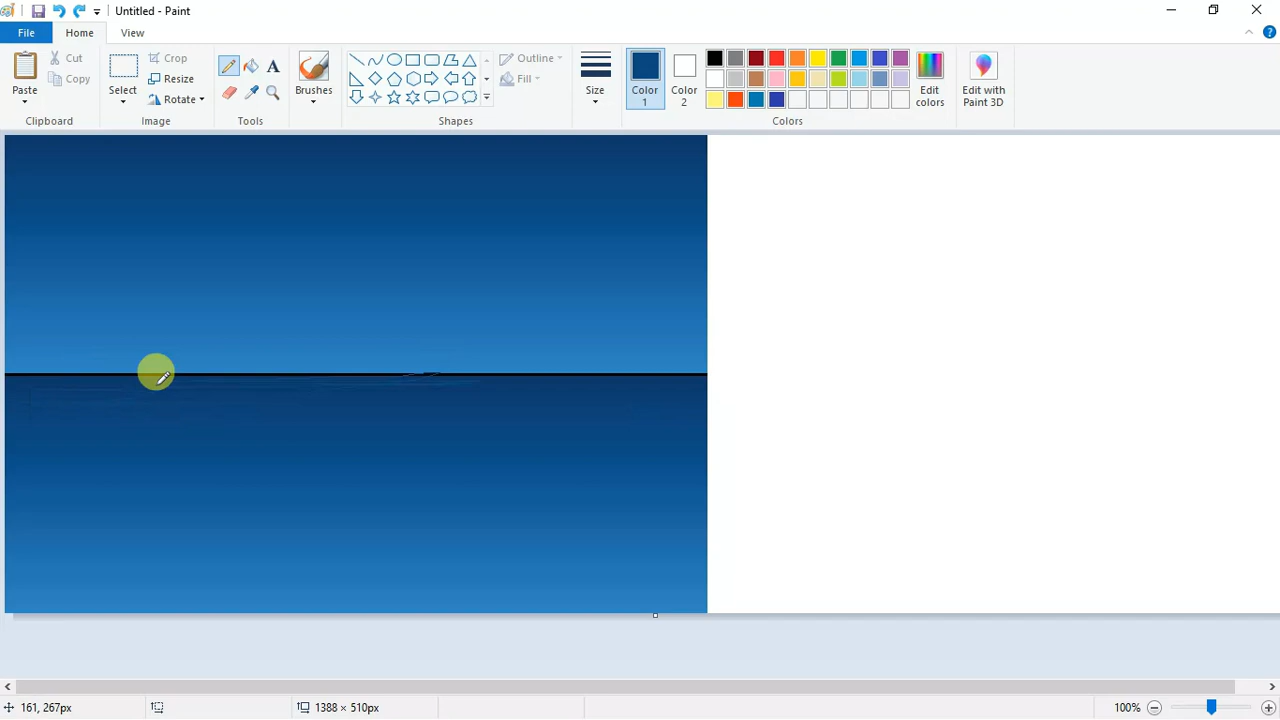 Untitled - Paint
File
Home
View
Paste
Cut
Copy
Clipboard
Select
Crop
Resize
Rotate
Image
A
Tools
Brushes
Shapes
Outline
Fill
Size
Color
1
Color
2
Edit
colors
Colors
Edit with
Paint 3D
161, 267px
1388 × 510px
100%